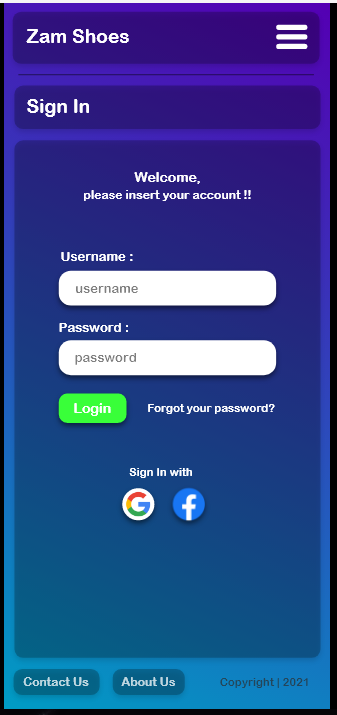 Zam Shoes
Sign In
Welcome,
please insert your account !!
Username :
username
Password :
password
Login
Forgot your password?
Sign In with
Contact Us
About Us
Copyright | 2021